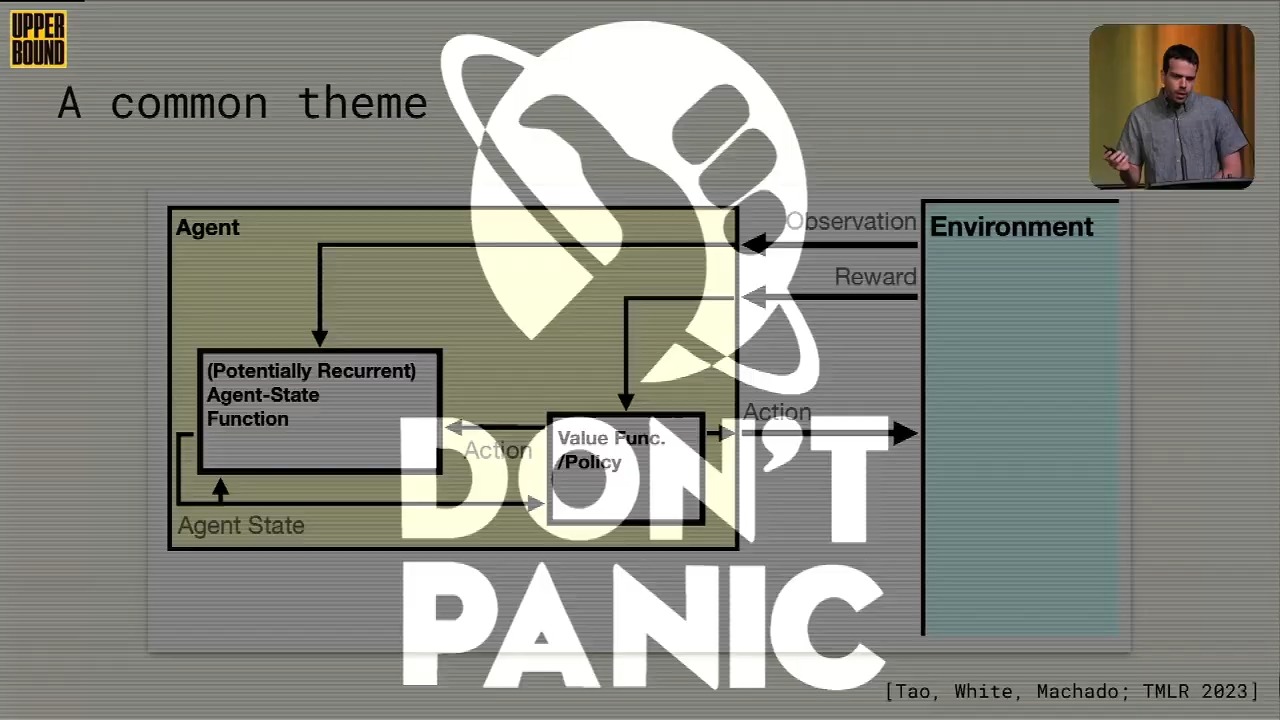 UPPER
BOUND
A common theme
Agent
Observation
Environment
Reward
(Potentially Recurrent)
Agent-State
Function
Action
Value Func.
/Policy
Action
Agent State
DON'T
PANIC
[Tao, White, Machado; TMLR 2023]